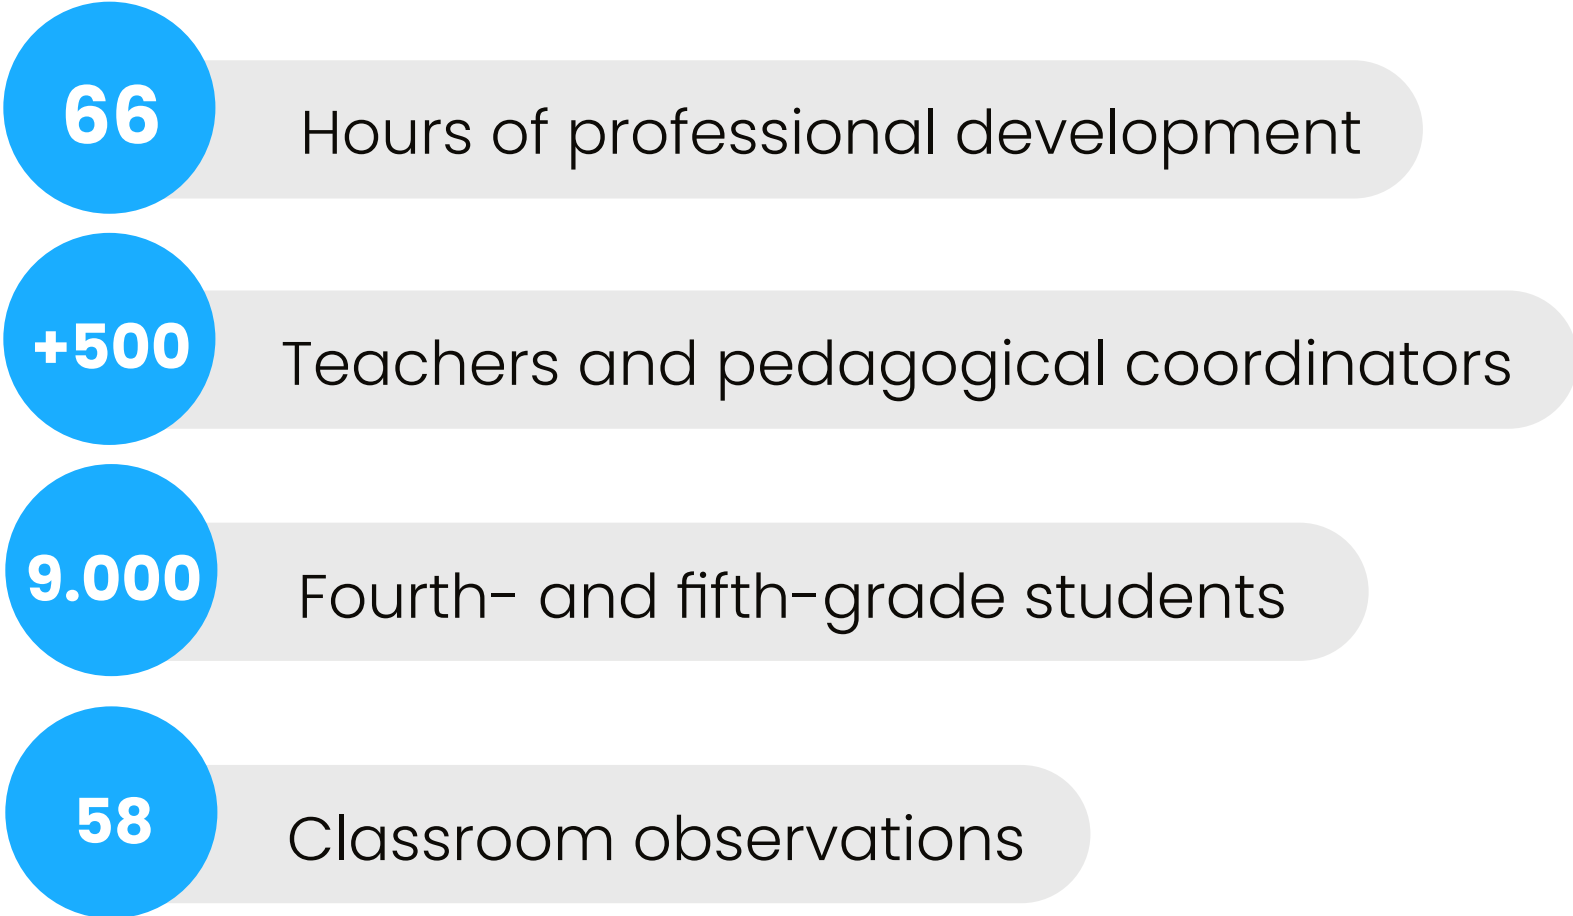 66
Hours of professional development
+500
Teachers and pedagogical coordinators
9.000
Fourth- and fifth-grade students
58
Classroom observations